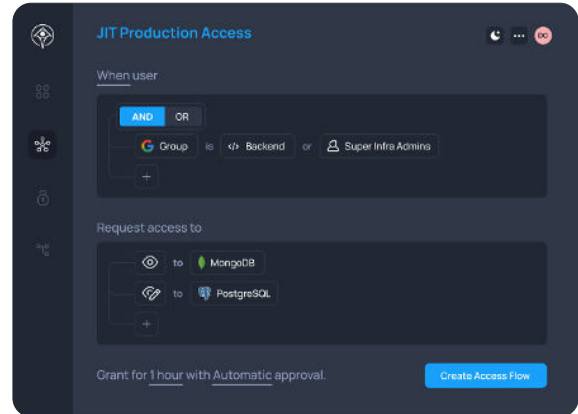 JIT Production Access
When user
AND OR
Group is Backend or Super Infra Admins
+
Request access to
to MongoDB
to PostgreSQL
+
Grant for 1 hour with Automatic approval.
Create Access Flow